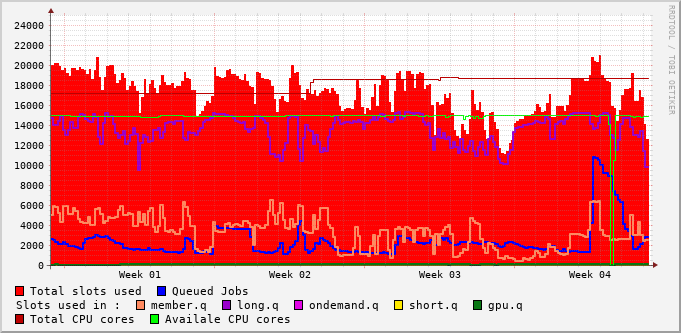 RRDTOOL / TOBI OETIKER
24000
22000
20000
18000
16000
14000
12000
10000
8000
6000
4000
2000
0
Week 01 Week 02 Week 03 Week 04
Total slots used Queued Jobs
Slots used in : member.q long.q ondemand.q short.q gpu.q
Total CPU cores Availale CPU cores